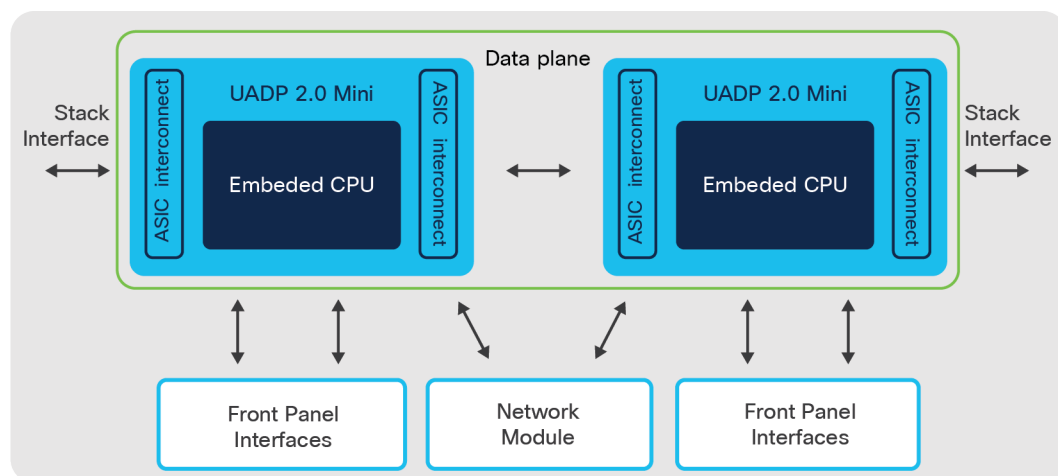 Data plane
Stack
Interface
ASIC interconnect
UADP 2.0 Mini
Embeded CPU
ASIC interconnect
ASIC interconnect
UADP 2.0 Mini
Embeded CPU
ASIC interconnect
Stack
Interface
Front Panel
Interfaces
Network
Module
Front Panel
Interfaces